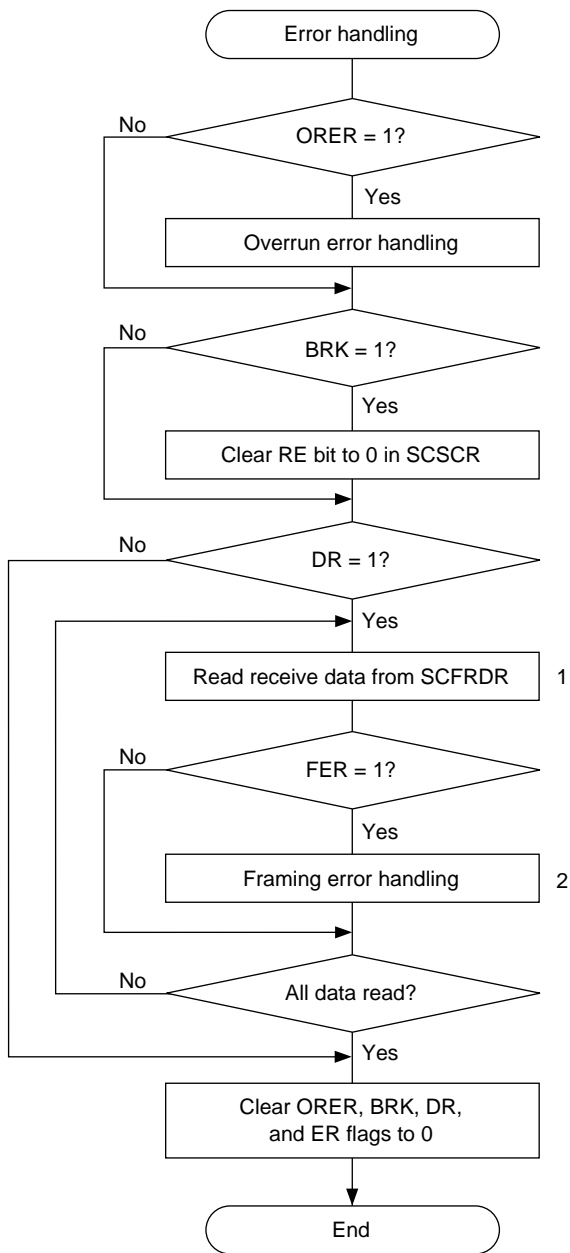 Error handling
No
ORER = 1?
Yes
Overrun error handling
No
BRK = 1?
Yes
Clear RE bit to 0 in SCSCR
No
DR = 1?
Yes
Read receive data from SCFRDR
1
No
FER = 1?
Yes
Framing error handling
2
No
All data read?
Yes
Clear ORER, BRK, DR,
and ER flags to 0
End